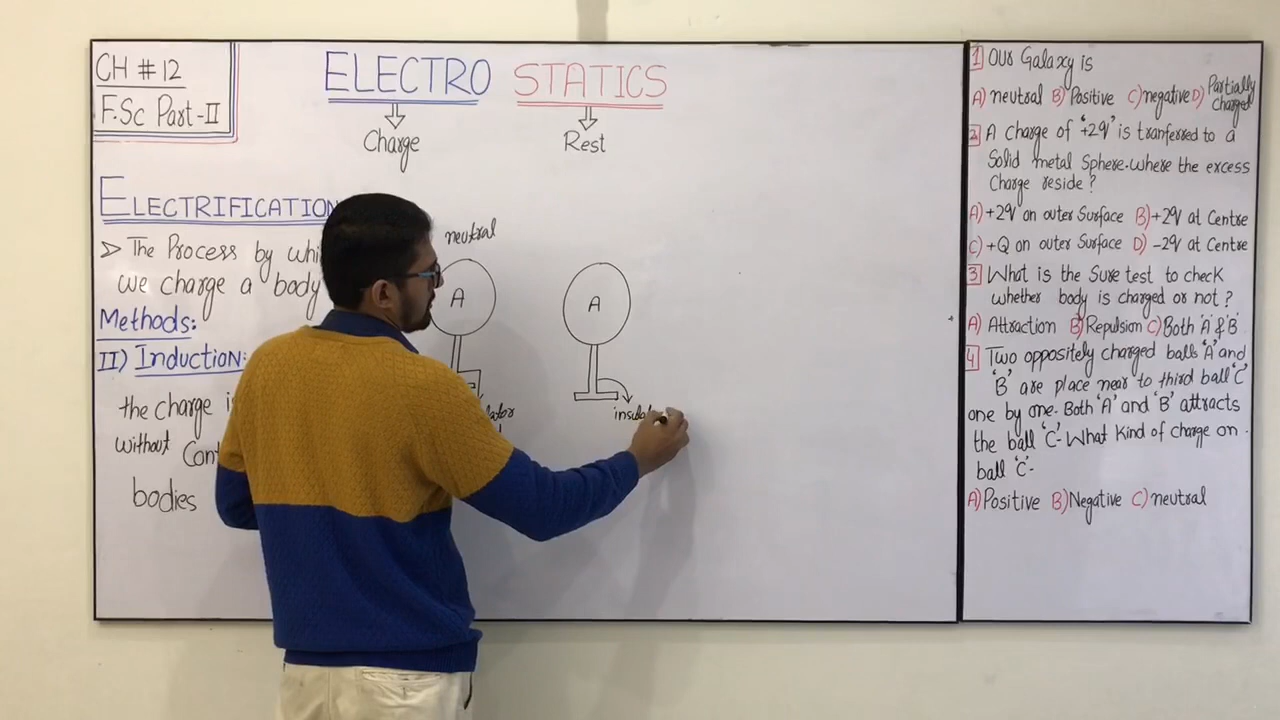 CH # 12
F.Sc Part-II
ELECTRO STATICS
Charge
Rest
ELECTRIFICATION
➢ The Process by
we charge a body
Methods:
II) Induction:
the charge
without
bodies
neutral
A
A
1 Our Galaxy is
A) neutral B) Positive C) negative D) Partially charged
2 A charge of '+2q' is tranferred to a
Solid metal Sphere. Where the excess
Charge reside?
A) +2q on outer Surface B) +2q at Centre
C) +Q on outer Surface D) -2q at Centre
3 What is the Sure test to check
whether body is charged or not?
A) Attraction B) Repulsion C) Both 'A' & 'B'
4 Two oppositely charged balls 'A' and
'B' are place near to third ball 'C'
one by one. Both 'A' and 'B' attracts
the ball 'C'- What Kind of charge on
ball 'C'-
A) Positive B) Negative C) neutral